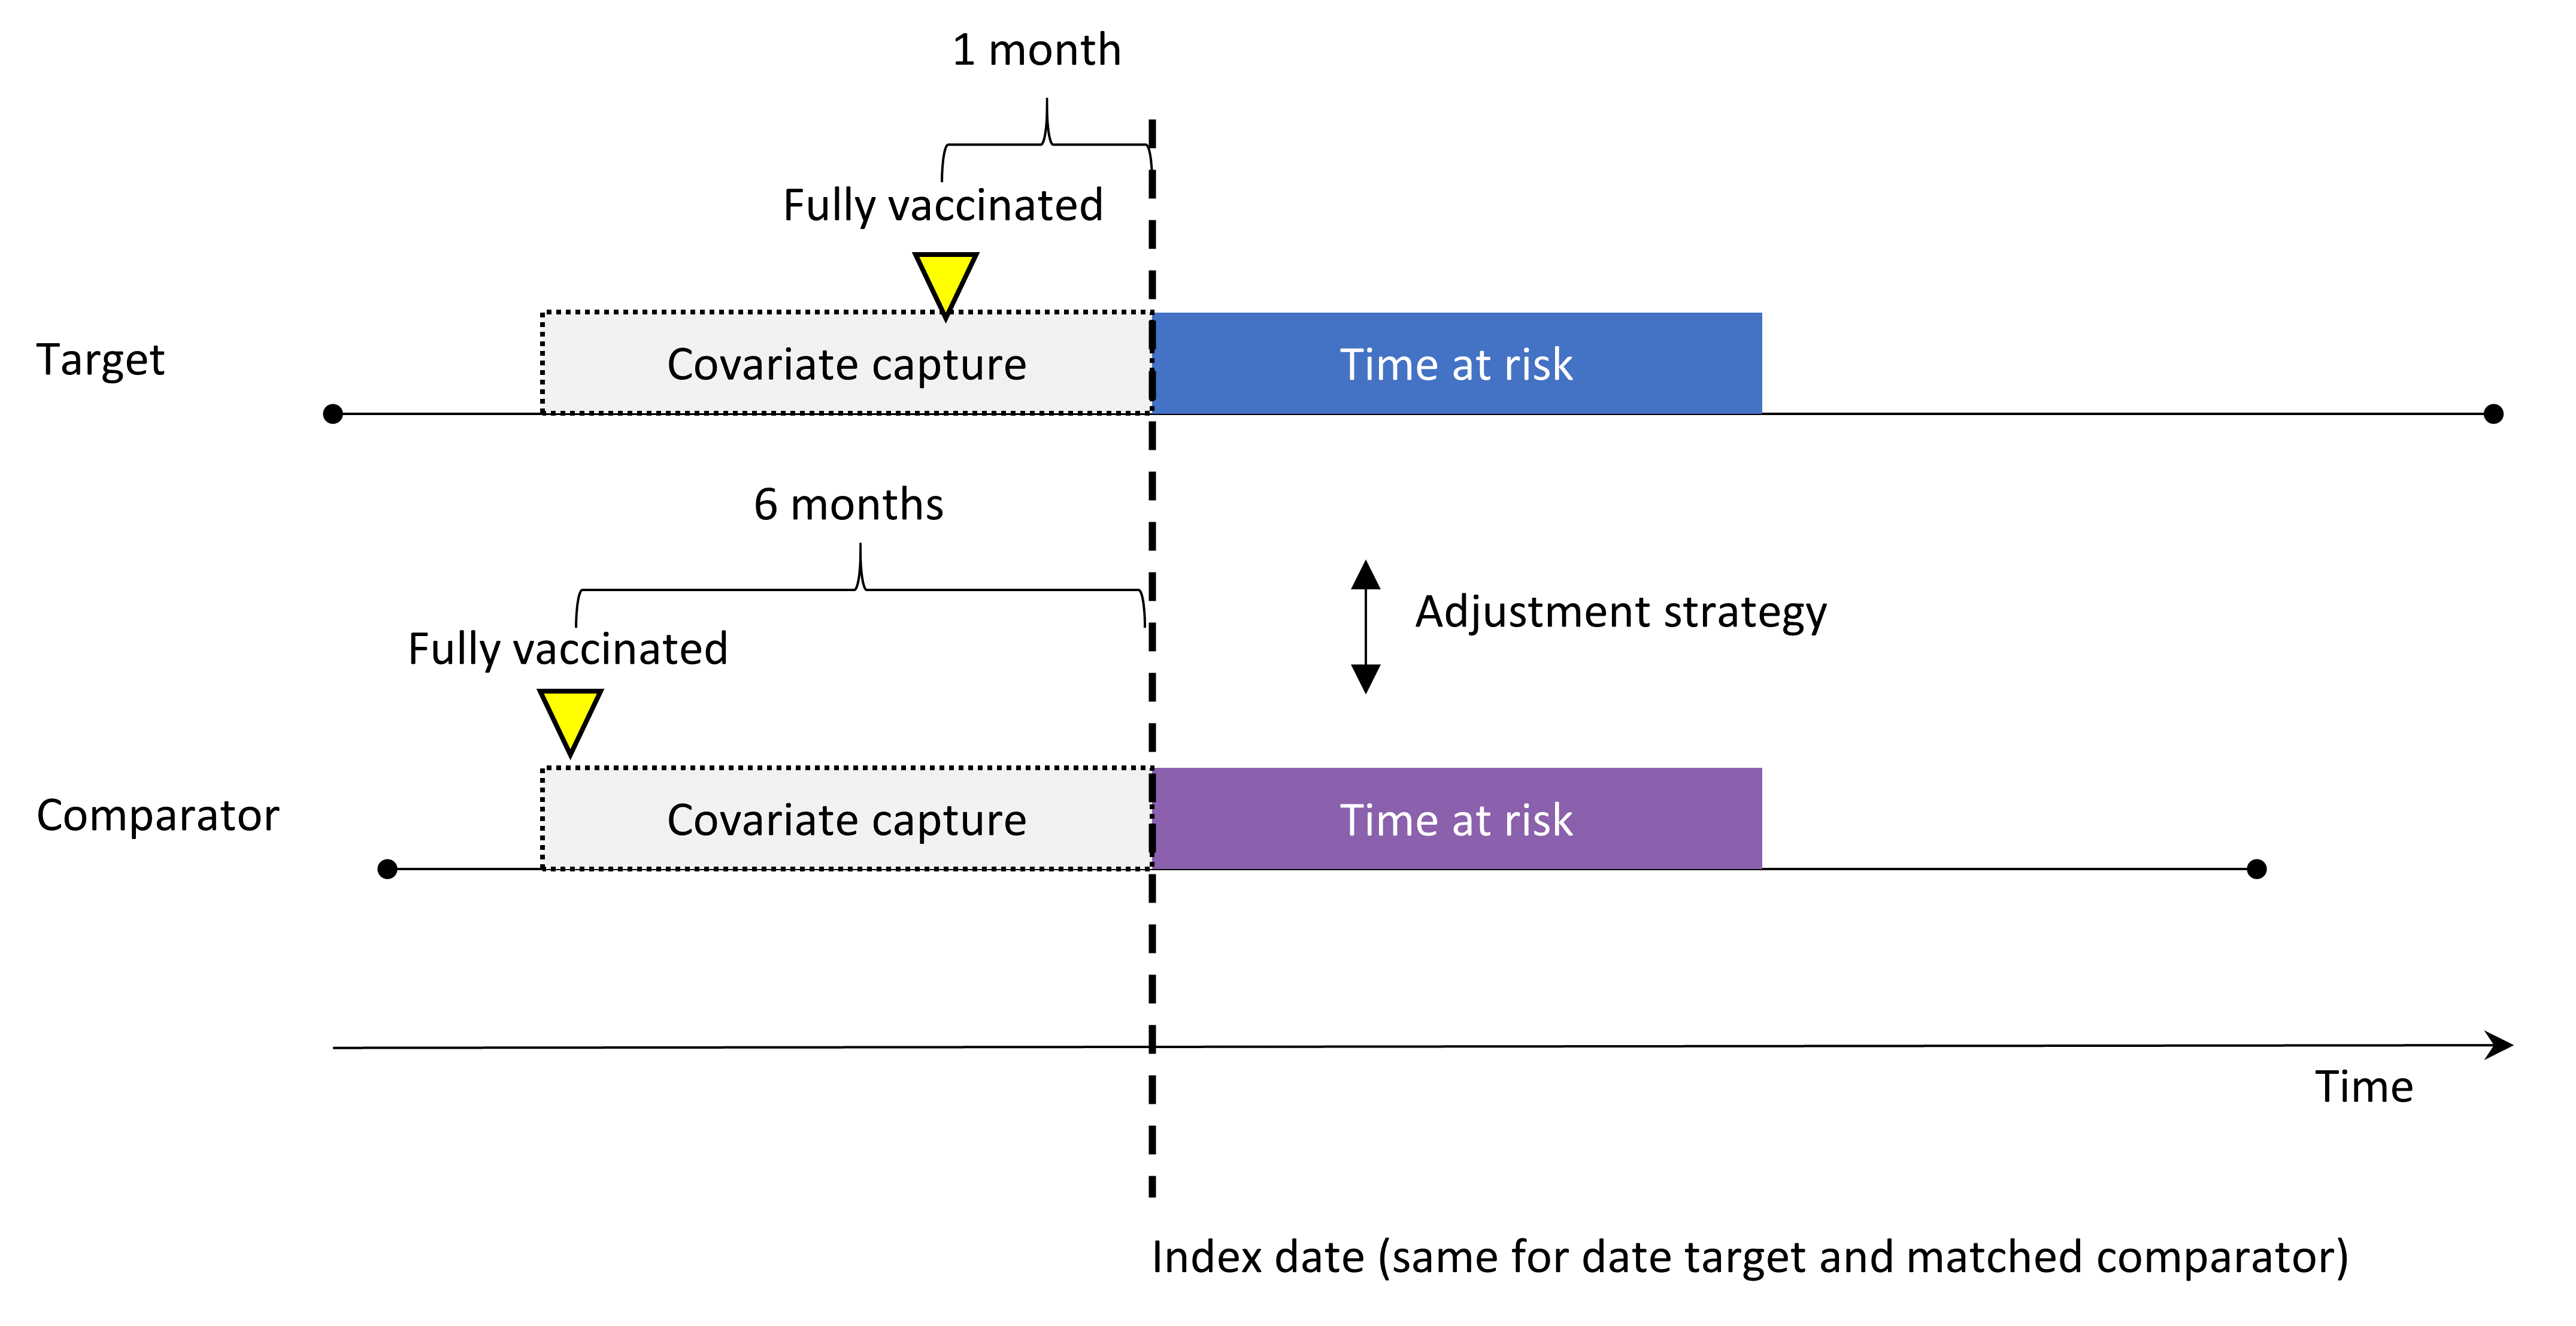 1 month
Fully vaccinated
Target
Covariate capture
Time at risk
6 months
Adjustment strategy
Fully vaccinated
Comparator
Covariate capture
Time at risk
Time
Index date (same for date target and matched comparator)